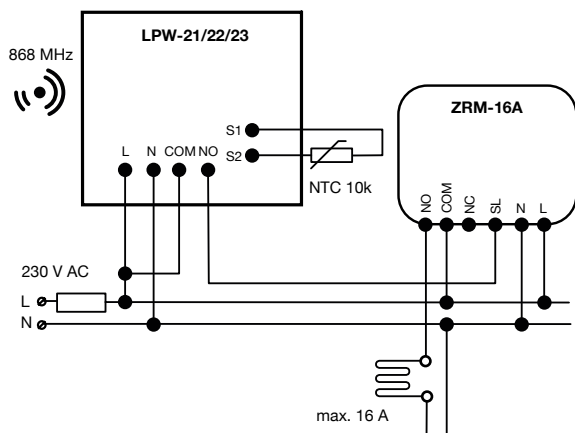 LPW-21/22/23
868 MHz
ZRM-16A
S1
L N COM NO S2
NTC 10k
NO COM NC SL N L
230 V AC
L
N
max. 16 A